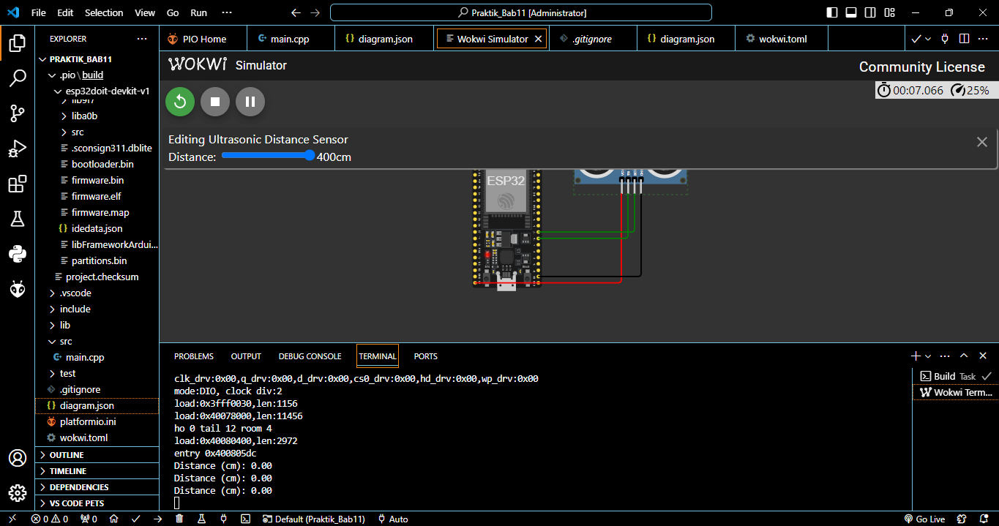 File Edit Selection View Go Run ··· Praktik_Bab11 [Administrator]
EXPLORER ···
PIO Home main.cpp diagram.json Wokwi Simulator .gitignore diagram.json wokwi.toml
PRAKTIK_BAB11
.pio \ build
esp32doit-devkit-v1
lib9f7
liba0b
src
.sconsign311.dblite
bootloader.bin
firmware.bin
firmware.elf
firmware.map
idedata.json
libFrameworkArdui...
partitions.bin
project.checksum
.vscode
include
lib
src
main.cpp
test
.gitignore
diagram.json
platformio.ini
wokwi.toml
OUTLINE
TIMELINE
DEPENDENCIES
VS CODE PETS
WOKWi Simulator
Community License
00:07.066 25%
Editing Ultrasonic Distance Sensor
Distance: 400cm
ESP32
PROBLEMS OUTPUT DEBUG CONSOLE TERMINAL PORTS
clk_drv:0x00,q_drv:0x00,d_drv:0x00,cs0_drv:0x00,hd_drv:0x00,wp_drv:0x00
mode:DIO, clock div:2
load:0x3fff0030,len:1156
load:0x40078000,len:11456
ho 0 tail 12 room 4
load:0x40080400,len:2972
entry 0x400805dc
Distance (cm): 0.00
Distance (cm): 0.00
Distance (cm): 0.00
Build Task
Wokwi Term...
0 0 0 Default (Praktik_Bab11) Auto Go Live